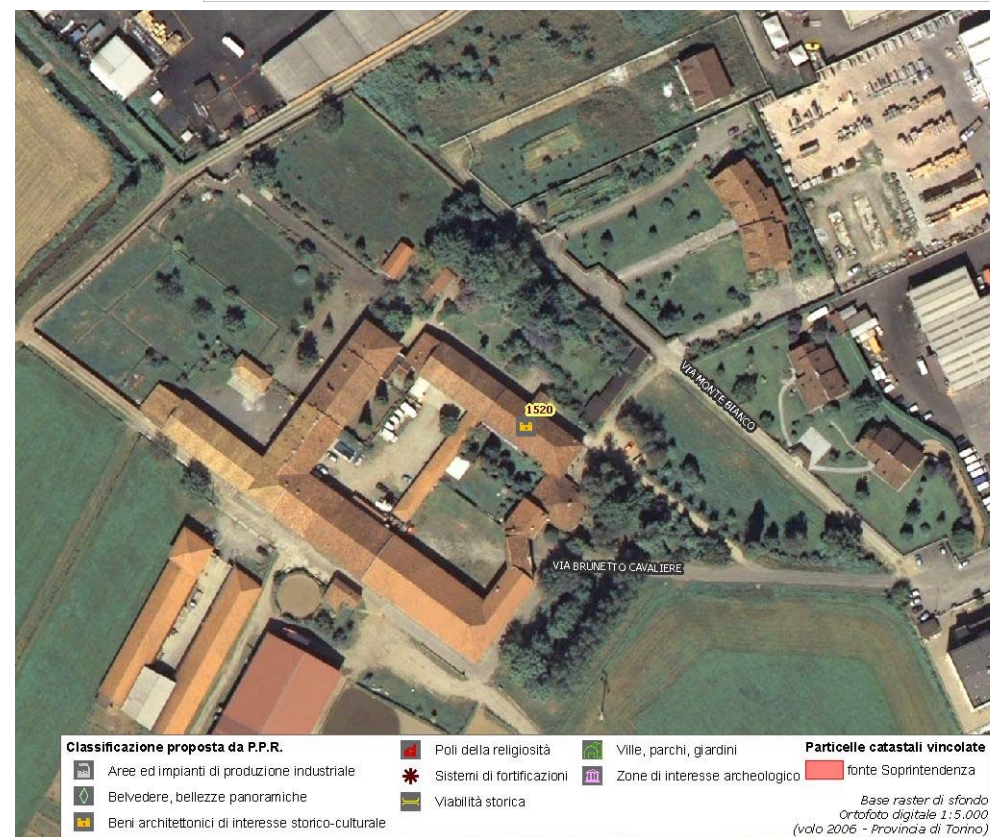 1520
VIA MONTE BIANCO
VIA BRUNETTO CAVALIERE
Classificazione proposta da P.P.R.
Aree ed impianti di produzione industriale
Belvedere, bellezze panoramiche
Beni architettonici di interesse storico-culturale
Poli della religiosità
Sistemi di fortificazioni
Viabilità storica
Ville, parchi, giardini
Zone di interesse archeologico
Particelle catastali vincolate
fonte Soprintendenza
Base raster di sfondo
Ortofoto digitale 1:5.000
(volo 2006 - Provincia di Torino)